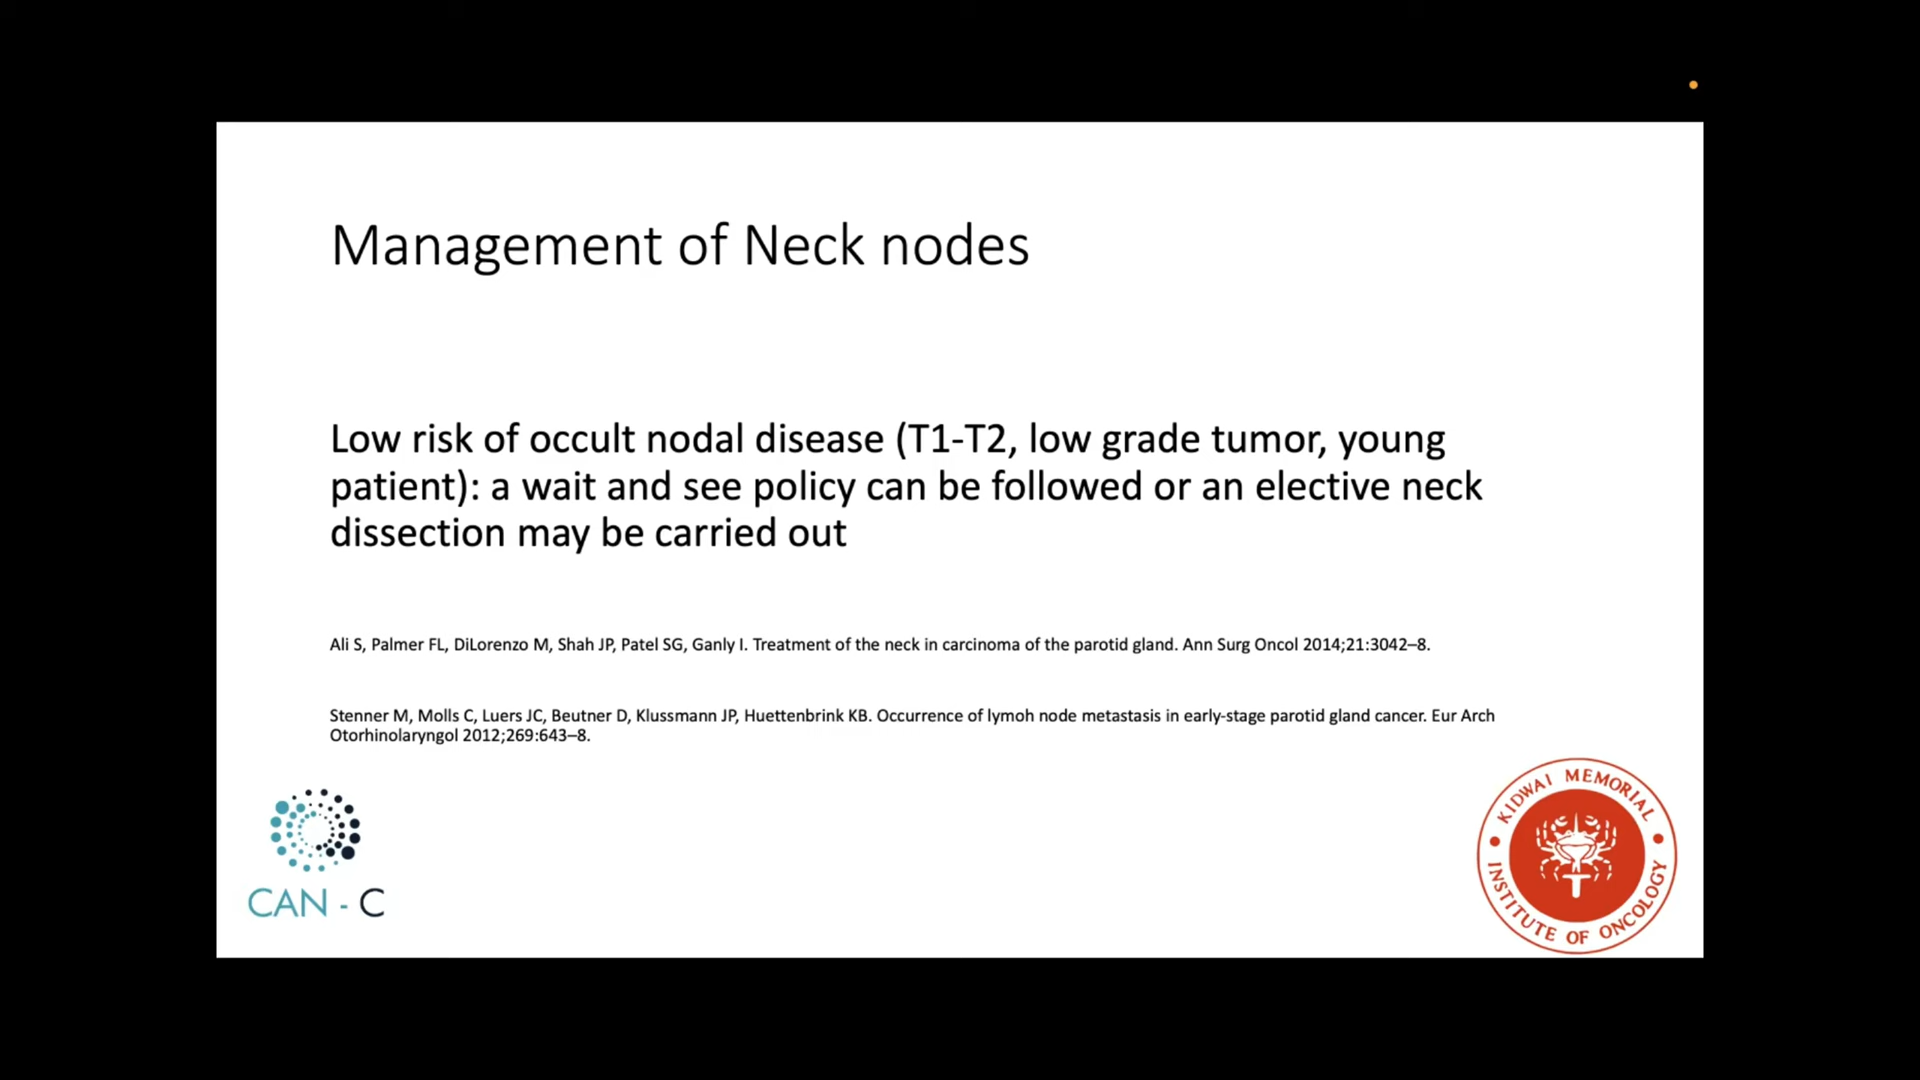 Management of Neck nodes
Low risk of occult nodal disease (T1-T2, low grade tumor, young
patient): a wait and see policy can be followed or an elective neck
dissection may be carried out
Ali S, Palmer FL, DiLorenzo M, Shah JP, Patel SG, Ganly I. Treatment of the neck in carcinoma of the parotid gland. Ann Surg Oncol 2014;21:3042–8.
Stenner M, Molls C, Luers JC, Beutner D, Klussmann JP, Huettenbrink KB. Occurrence of lymoh node metastasis in early-stage parotid gland cancer. Eur Arch
Otorhinolaryngol 2012;269:643–8.
CAN - C
KIDWAI MEMORIAL
INSTITUTE OF ONCOLOGY